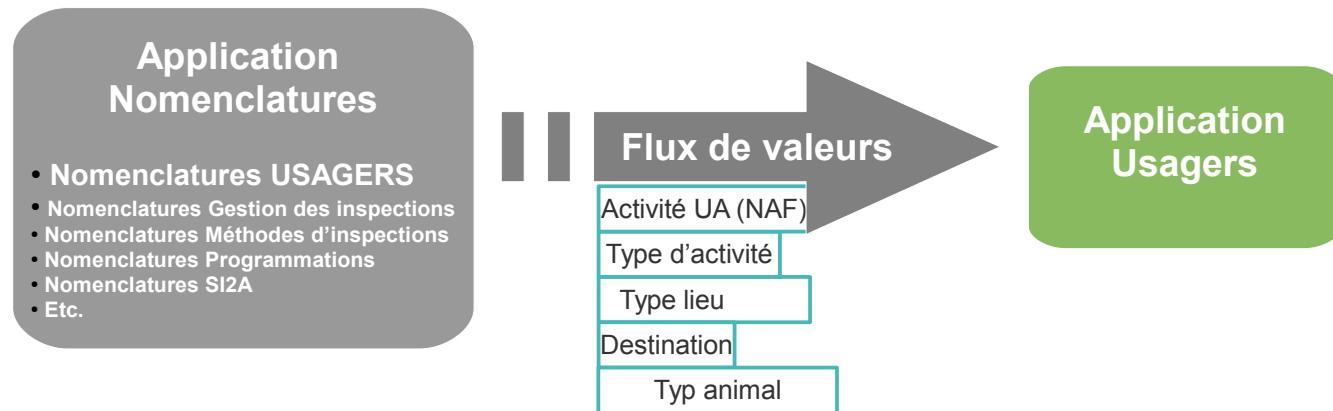 Application
Nomenclatures
• Nomenclatures USAGERS
• Nomenclatures Gestion des inspections
• Nomenclatures Méthodes d’inspections
• Nomenclatures Programmations
• Nomenclatures SI2A
• Etc.
Flux de valeurs
Activité UA (NAF)
Type d’activité
Type lieu
Destination
Typ animal
Application
Usagers